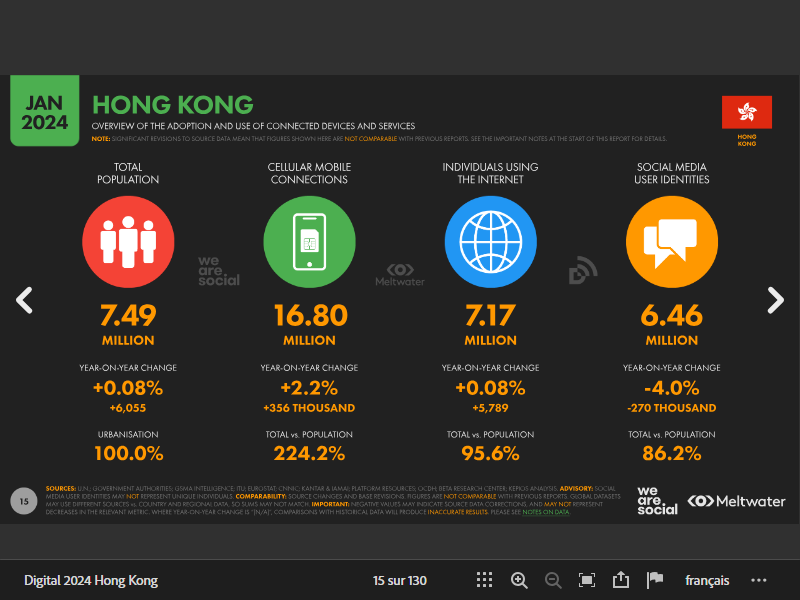 JAN
2024
HONG KONG
OVERVIEW OF THE ADOPTION AND USE OF CONNECTED DEVICES AND SERVICES
NOTE: SIGNIFICANT REVISIONS TO SOURCE DATA MEAN THAT FIGURES SHOWN HERE ARE NOT COMPARABLE WITH PREVIOUS REPORTS. SEE THE IMPORTANT NOTES AT THE START OF THIS REPORT FOR DETAILS.
HONG
KONG
TOTAL
POPULATION
CELLULAR MOBILE
CONNECTIONS
INDIVIDUALS USING
THE INTERNET
SOCIAL MEDIA
USER IDENTITIES
we
are
social
Meltwater
7.49
MILLION
16.80
MILLION
7.17
MILLION
6.46
MILLION
YEAR-ON-YEAR CHANGE
+0.08%
+6,055
YEAR-ON-YEAR CHANGE
+2.2%
+356 THOUSAND
YEAR-ON-YEAR CHANGE
+0.08%
+5,789
YEAR-ON-YEAR CHANGE
-4.0%
-270 THOUSAND
URBANISATION
100.0%
TOTAL vs. POPULATION
224.2%
TOTAL vs. POPULATION
95.6%
TOTAL vs. POPULATION
86.2%
15
SOURCES: U.N.; GOVERNMENT AUTHORITIES; GSMA INTELLIGENCE; ITU; EUROSTAT; CNNIC; KANTAR & IAMAI; PLATFORM RESOURCES; OCDH; BETA RESEARCH CENTER; KEPIOS ANALYSIS. ADVISORY: SOCIAL
MEDIA USER IDENTITIES MAY NOT REPRESENT UNIQUE INDIVIDUALS. COMPARABILITY: SOURCE CHANGES AND BASE REVISIONS. FIGURES ARE NOT COMPARABLE WITH PREVIOUS REPORTS. GLOBAL DATASETS
MAY USE DIFFERENT SOURCES vs. COUNTRY AND REGIONAL DATA, SO SUMS MAY NOT MATCH. IMPORTANT: NEGATIVE VALUES MAY INDICATE SOURCE DATA CORRECTIONS, AND MAY NOT REPRESENT
DECREASES IN THE RELEVANT METRIC. WHERE YEAR-ON-YEAR CHANGE IS "[N/A]", COMPARISONS WITH HISTORICAL DATA WILL PRODUCE INACCURATE RESULTS. PLEASE SEE NOTES ON DATA.
we
are
social
Meltwater
Digital 2024 Hong Kong
15 sur 130
français